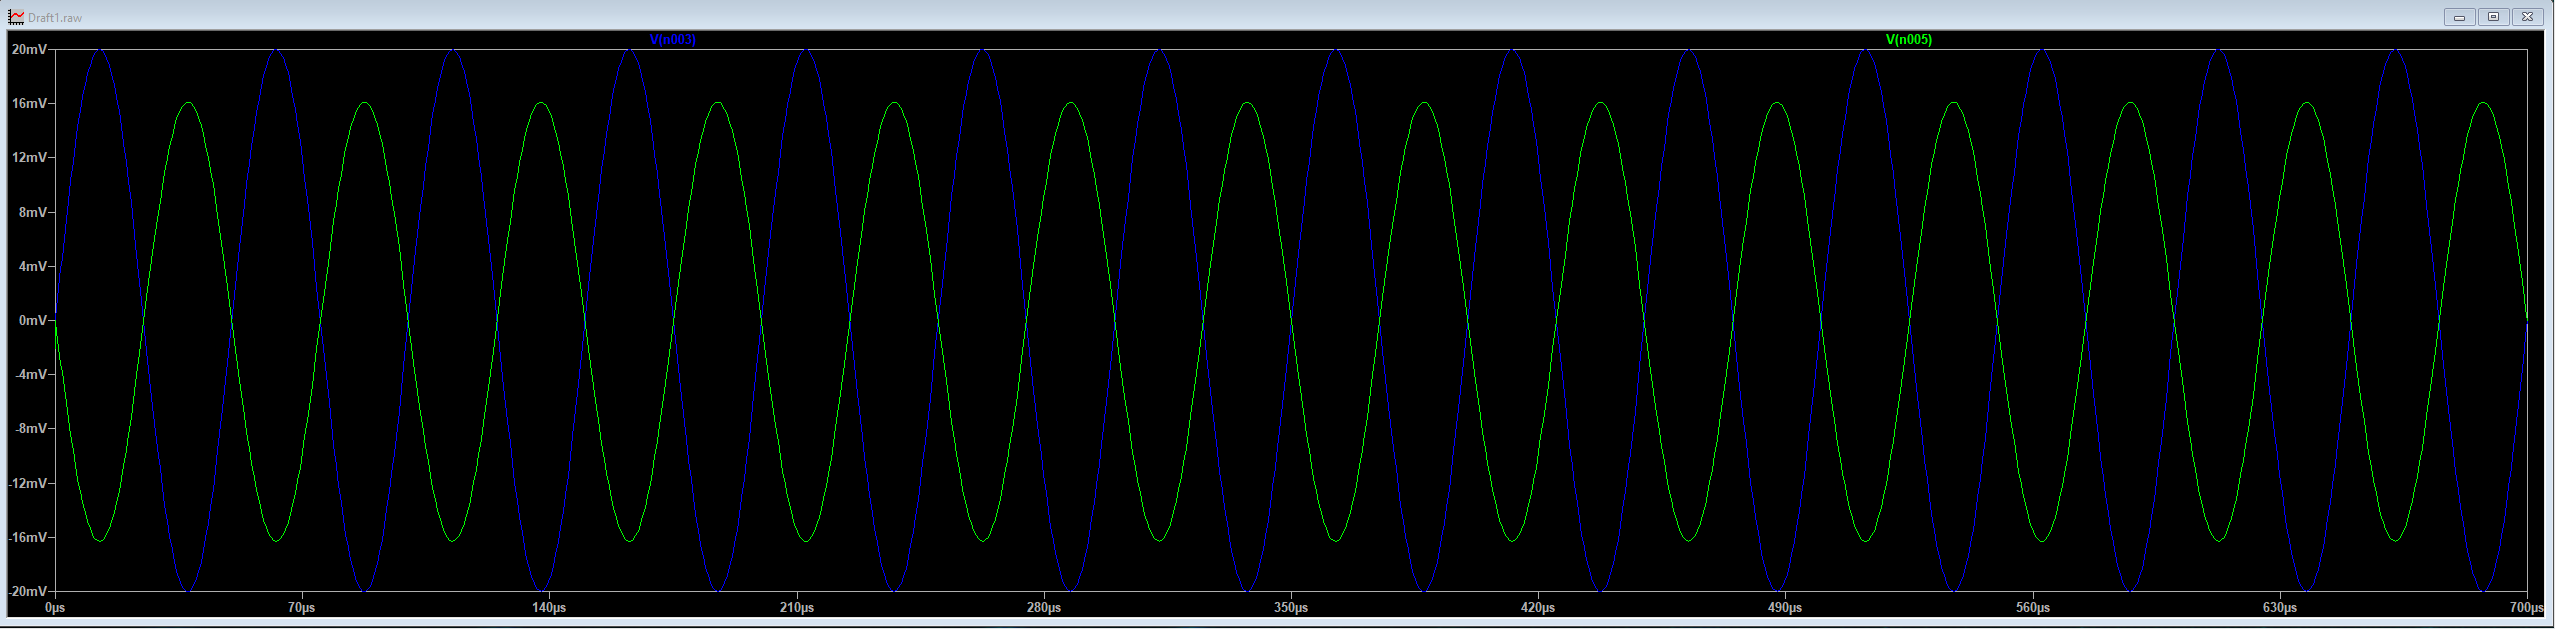 Draft1.raw
V(n003) V(n005)
20mV
16mV
12mV
8mV
4mV
0mV
-4mV
-8mV
-12mV
-16mV
-20mV
0µs 70µs 140µs 210µs 280µs 350µs 420µs 490µs 560µs 630µs 700µs